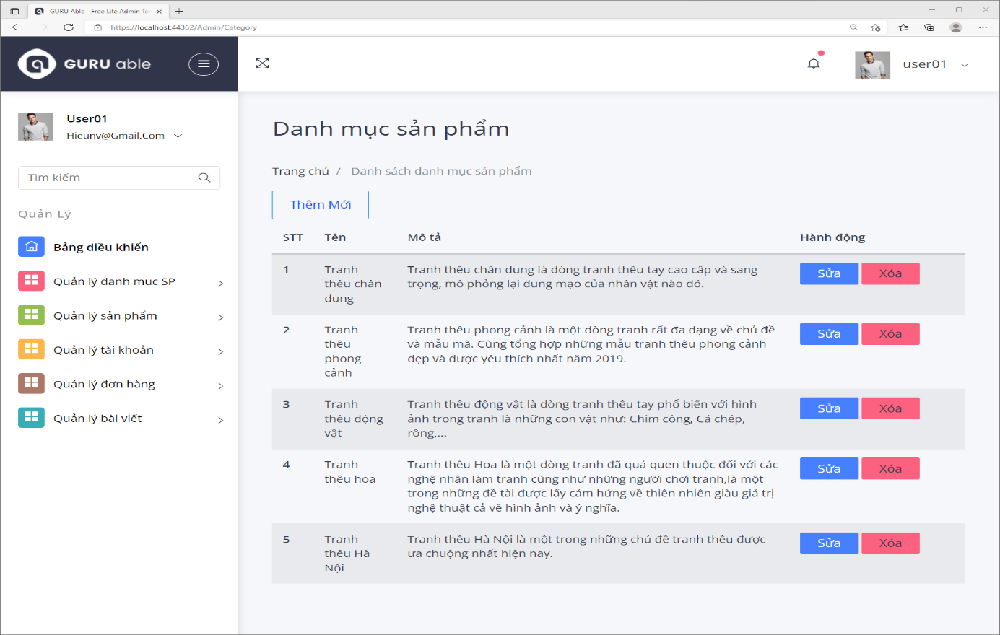 GURU Able - Free Lite Admin Ter
https://localhost:44362/Admin/Category
GURU able
user01
User01
Hieunv@Gmail.Com
Tìm kiếm
Quản Lý
Bảng diều khiển
Quản lý danh mục SP
Quản lý sản phẩm
Quản lý tài khoản
Quản lý đơn hàng
Quản lý bài viết
Danh mục sản phẩm
Trang chủ / Danh sách danh mục sản phẩm
Thêm Mới
STT Tên Mô tả Hành động
1 Tranh Tranh thêu chân dung là dòng tranh thêu tay cao cấp và sang Sửa Xóa
thêu chân trọng, mô phỏng lại dung mạo của nhân vật nào đó.
dung
2 Tranh Tranh thêu phong cảnh là một dòng tranh rất đa dạng về chủ đề Sửa Xóa
thêu và mẫu mã. Cùng tổng hợp những mẫu tranh thêu phong cảnh
phong đẹp và được yêu thích nhất năm 2019.
cảnh
3 Tranh Tranh thêu động vật là dòng tranh thêu tay phổ biến với hình Sửa Xóa
thêu động ảnh trong tranh là những con vật như: Chim công, Cá chép,
vật rồng,...
4 Tranh Tranh thêu Hoa là một dòng tranh đã quá quen thuộc đối với các Sửa Xóa
thêu hoa nghệ nhân làm tranh cũng như những người chơi tranh,là một
trong những đề tài được lấy cảm hứng về thiên nhiên giàu giá trị
nghệ thuật cả về hình ảnh và ý nghĩa.
5 Tranh Tranh thêu Hà Nội là một trong những chủ đề tranh thêu được Sửa Xóa
thêu Hà ưa chuộng nhất hiện nay.
Nội